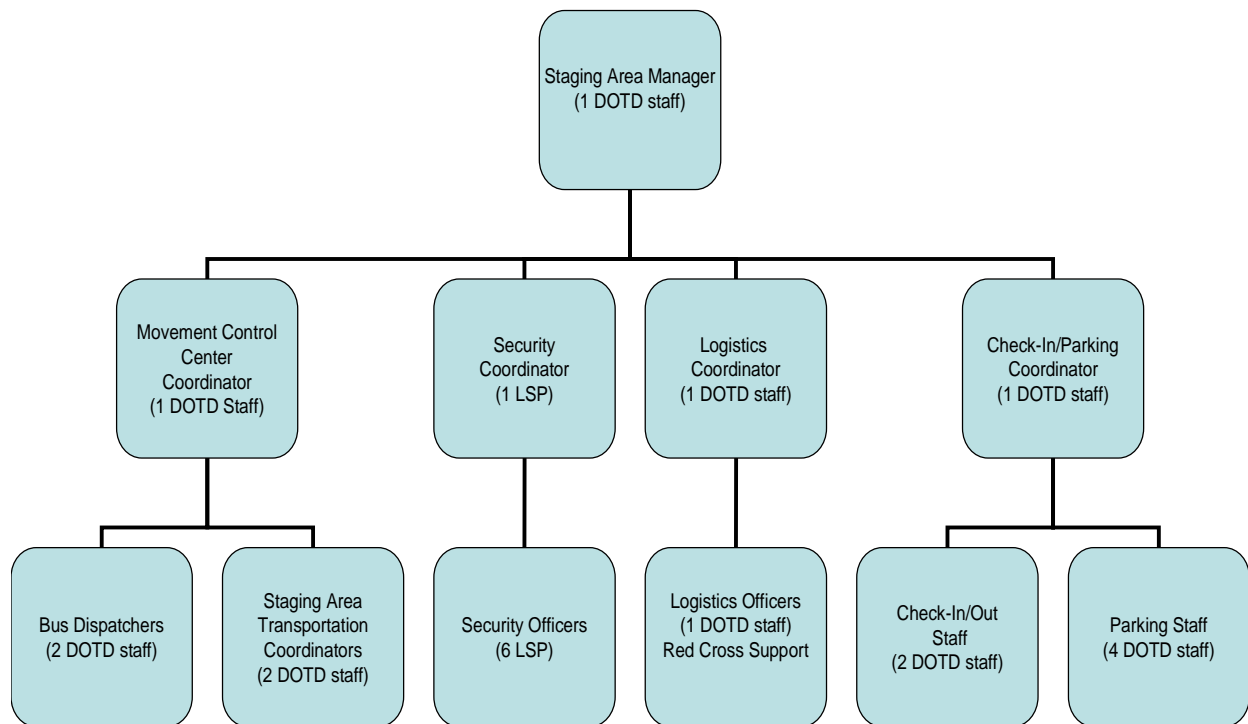 Staging Area Manager
(1 DOTD staff)
Movement Control
Center
Coordinator
(1 DOTD Staff)
Security
Coordinator
(1 LSP)
Logistics
Coordinator
(1 DOTD staff)
Check-In/Parking
Coordinator
(1 DOTD staff)
Bus Dispatchers
(2 DOTD staff)
Staging Area
Transportation
Coordinators
(2 DOTD staff)
Security Officers
(6 LSP)
Logistics Officers
(1 DOTD staff)
Red Cross Support
Check-In/Out
Staff
(2 DOTD staff)
Parking Staff
(4 DOTD staff)